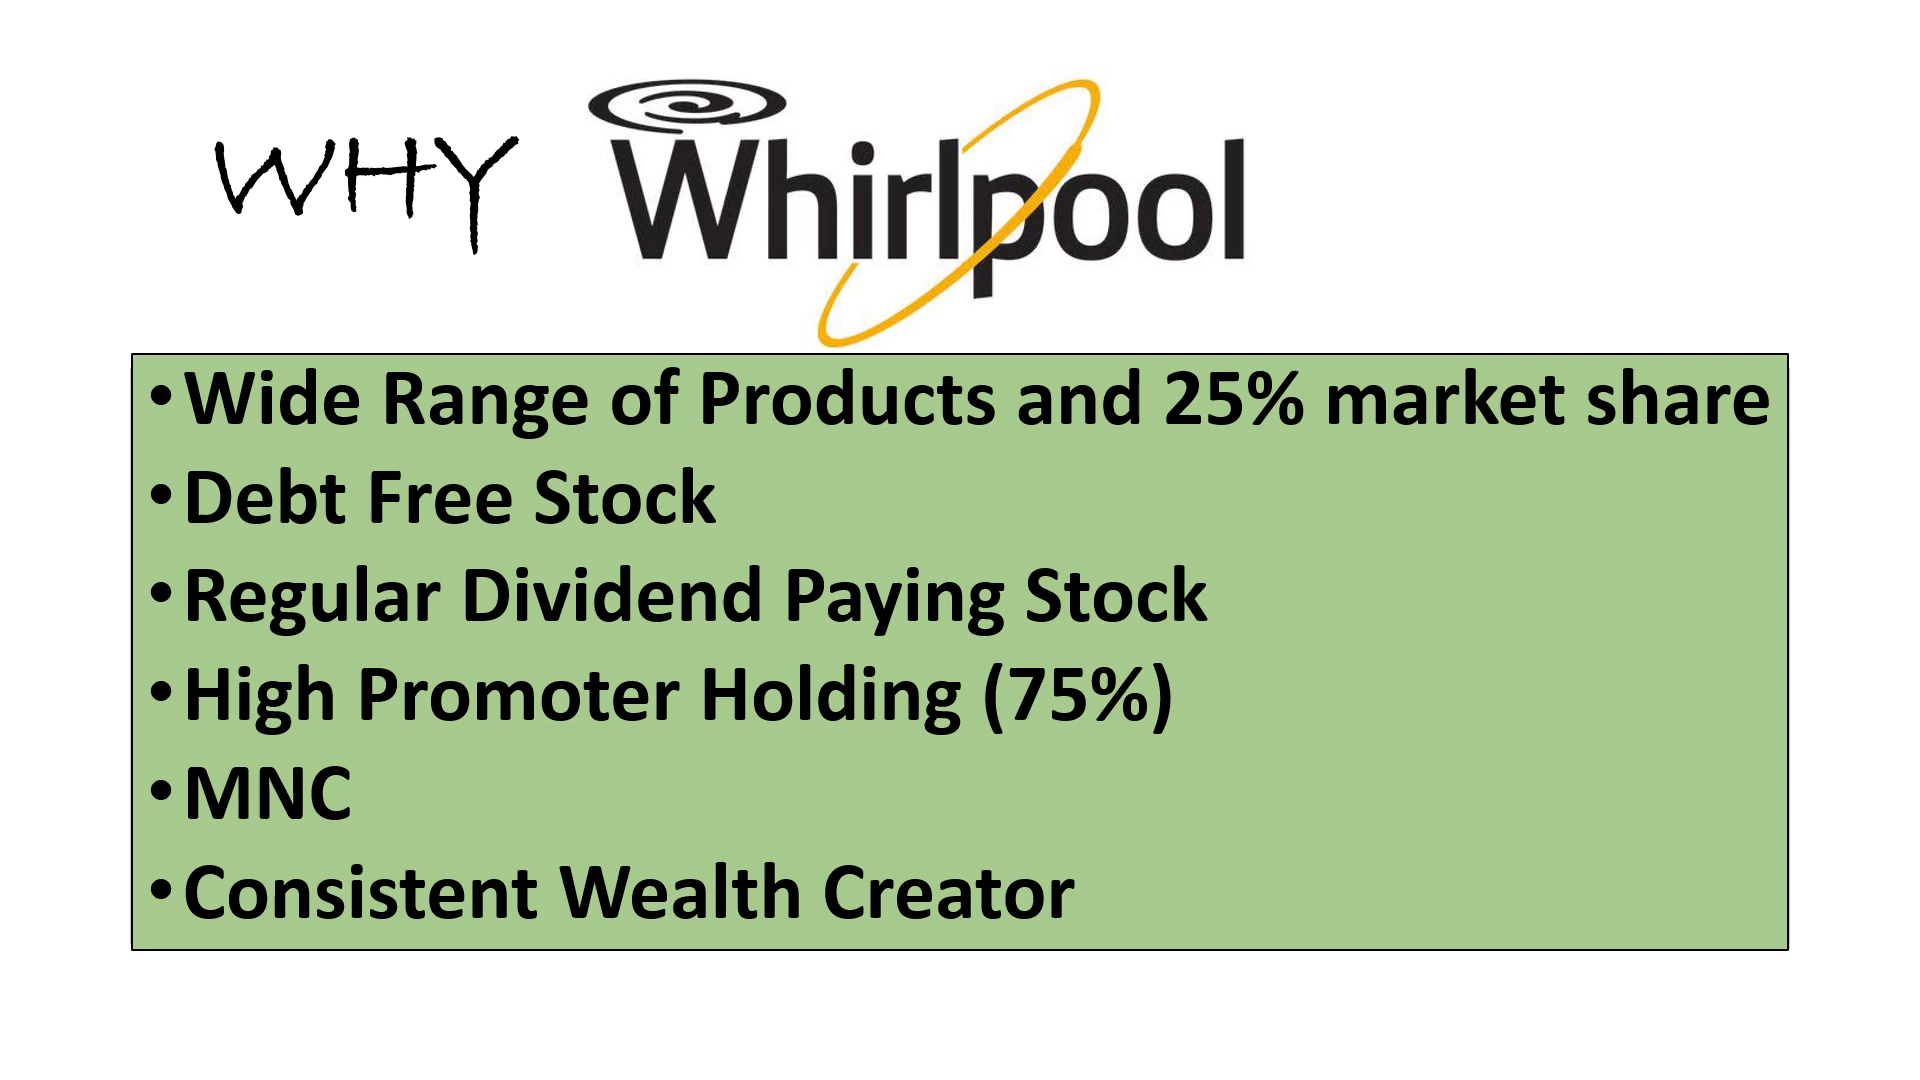 WHY Whirlpool
• Wide Range of Products and 25% market share
• Debt Free Stock
• Regular Dividend Paying Stock
• High Promoter Holding (75%)
• MNC
• Consistent Wealth Creator